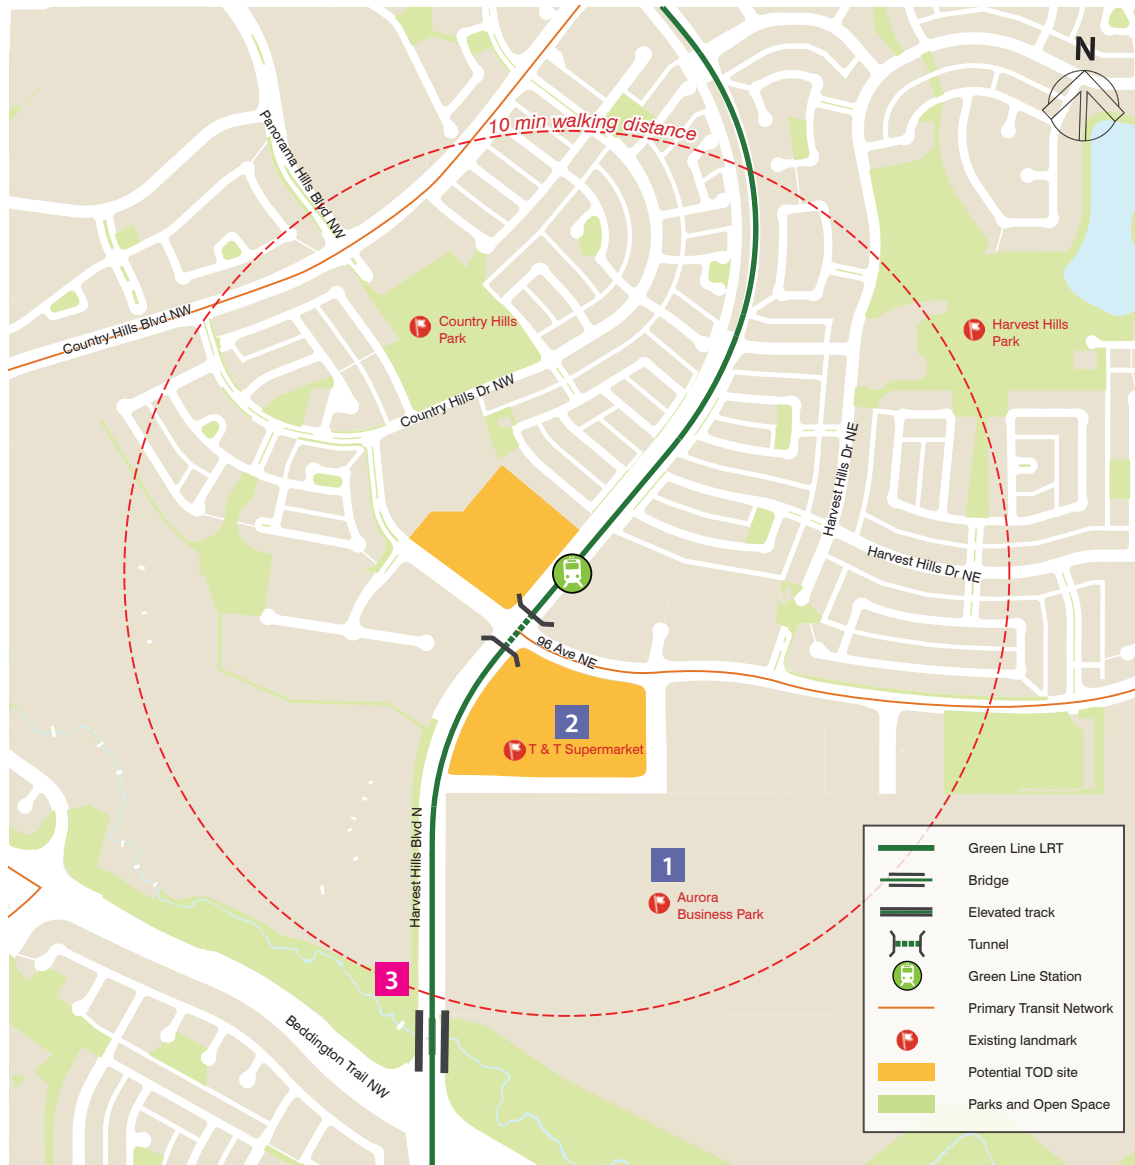 N
10 min walking distance
Panorama Hills Blvd NW
Country Hills Blvd NW
Country Hills
Park
Harvest Hills
Park
Country Hills Dr NW
Harvest Hills Dr NE
Harvest Hills Dr NE
96 Ave NE
2
T & T Supermarket
Harvest Hills Blvd N
1
Aurora
Business Park
3
Beddington Trail NW
Green Line LRT
Bridge
Elevated track
Tunnel
Green Line Station
Primary Transit Network
Existing landmark
Potential TOD site
Parks and Open Space